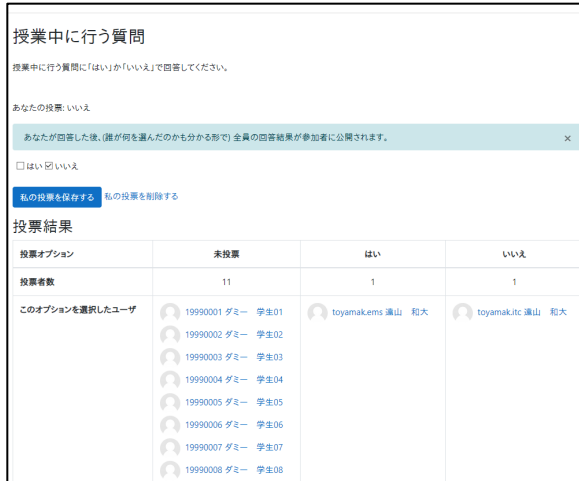 授業中に行う質問
授業中に行う質問に「はい」か「いいえ」で回答してください。
あなたの投票: いいえ
あなたが回答した後、(誰が何を選んだのかも分かる形で) 全員の回答結果が参加者に公開されます。 ×
はい いいえ
私の投票を保存する 私の投票を削除する
投票結果
投票オプション 未投票 はい いいえ
投票者数 11 1 1
このオプションを選択したユーザ 19990001 ダミー 学生01 toyamak.ems 遠山 和大 toyamak.itc 遠山 和大
19990002 ダミー 学生02
19990003 ダミー 学生03
19990004 ダミー 学生04
19990005 ダミー 学生05
19990006 ダミー 学生06
19990007 ダミー 学生07
19990008 ダミー 学生08